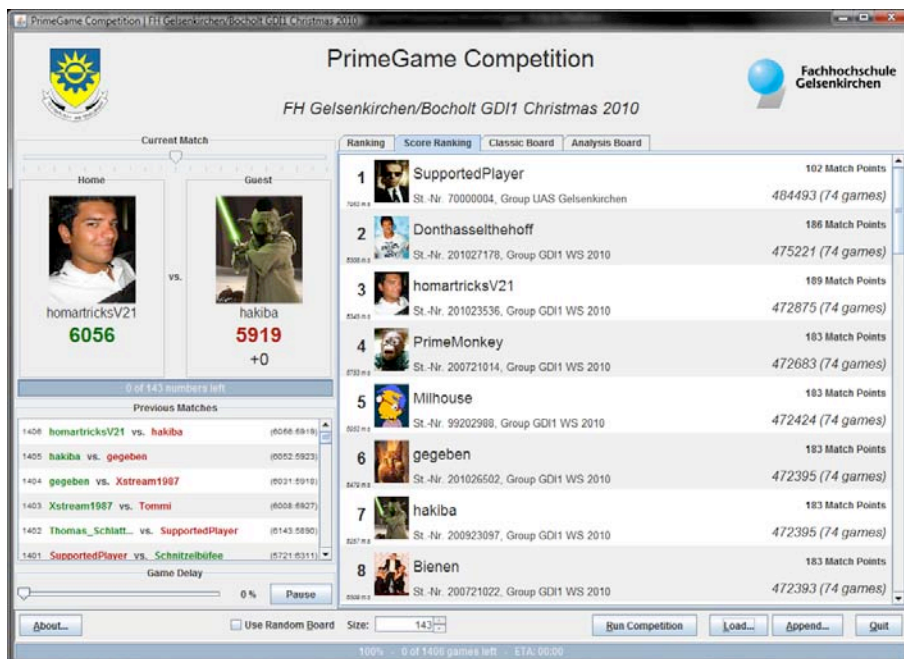 PrimeGame Competition | FH Gelsenkirchen/Bocholt GDI1 Christmas 2010
PrimeGame Competition
FH Gelsenkirchen/Bocholt GDI1 Christmas 2010
Fachhochschule
Gelsenkirchen
Current Match
Home
Guest
vs.
homartricksV21
hakiba
6056
5919
+0
0 of 143 numbers left
Previous Matches
1406 homartricksV21 vs. hakiba (6056:5919)
1405 hakiba vs. gegeben (6052:5923)
1404 gegeben vs. Xstream1987
1403 Xstream1987 vs. Tommi
1402 Thomas_Schlatt... vs. SupportedPlayer
1401 SupportedPlayer vs. Schnitzelbüfee (5721:6311)
Game Delay
0 %
Pause
Ranking
Score Ranking
Classic Board
Analysis Board
1
SupportedPlayer
St.-Nr. 70000004, Group UAS Gelsenkirchen
102 Match Points
484493 (74 games)
2
Donthasselthehoff
St.-Nr. 201027178, Group GDI1 WS 2010
186 Match Points
475221 (74 games)
3
homartricksV21
St.-Nr. 201023536, Group GDI1 WS 2010
189 Match Points
472875 (74 games)
4
PrimeMonkey
St.-Nr. 200721014, Group GDI1 WS 2010
183 Match Points
472683 (74 games)
5
Milhouse
St.-Nr. 99202988, Group GDI1 WS 2010
183 Match Points
472424 (74 games)
6
gegeben
St.-Nr. 201026502, Group GDI1 WS 2010
183 Match Points
472395 (74 games)
7
hakiba
St.-Nr. 200923097, Group GDI1 WS 2010
183 Match Points
472395 (74 games)
8
Bienen
St.-Nr. 200721022, Group GDI1 WS 2010
183 Match Points
472393 (74 games)
About...
Use Random Board
Size:
143
Run Competition
Load...
Append...
Quit
100% - 0 of 1406 games left - ETA: 00:00